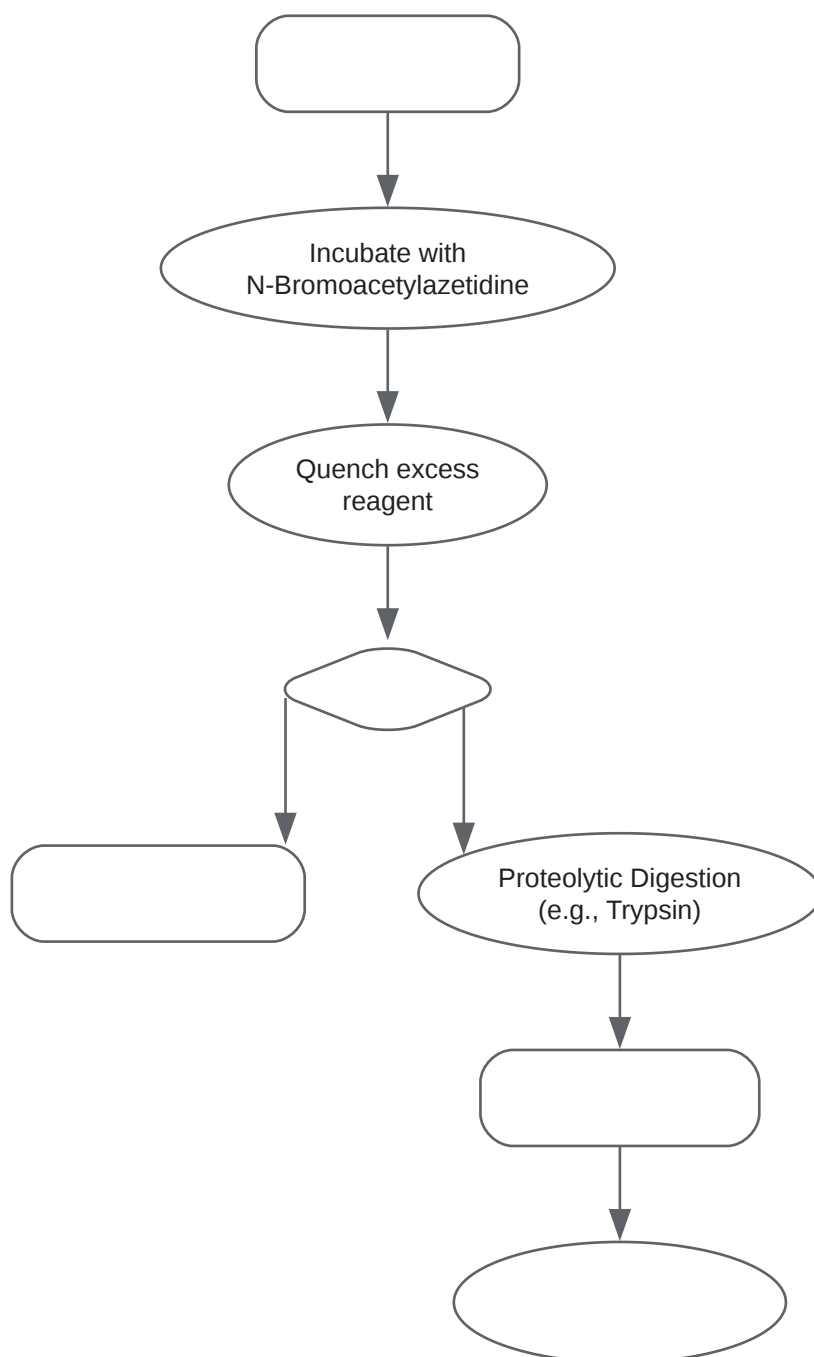 Incubate with
N-Bromoacetylazetidine
Quench excess
reagent
Proteolytic Digestion
(e.g., Trypsin)